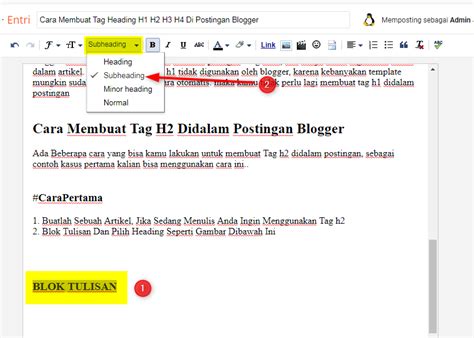 Entri
Cara Membuat Tag Heading H1 H2 H3 H4 Di Postingan Blogger
Memposting sebagai Admin
Subheading B I U A Link
Heading
Subheading
Minor heading
Normal
2
dalam artikel. h1 tidak digunakan oleh blogger, karena kebanyakan template
mungkin suda ara otomatis. maka kamu perlu lagi membuat tag h1 didalam
postingan
Cara Membuat Tag H2 Didalam Postingan Blogger
Ada Beberapa cara yang bisa kamu lakukan untuk membuat Tag h2 didalam postingan, sebagai
contoh kasus pertama kalian bisa menggunakan cara ini..
#CaraPertama
1. Buatlah Sebuah Artikel, Jika Sedang Menulis Anda Ingin Menggunakan Tag h2
2. Blok Tulisan Dan Pilih Heading Seperti Gambar Dibawah Ini
BLOK TULISAN
1